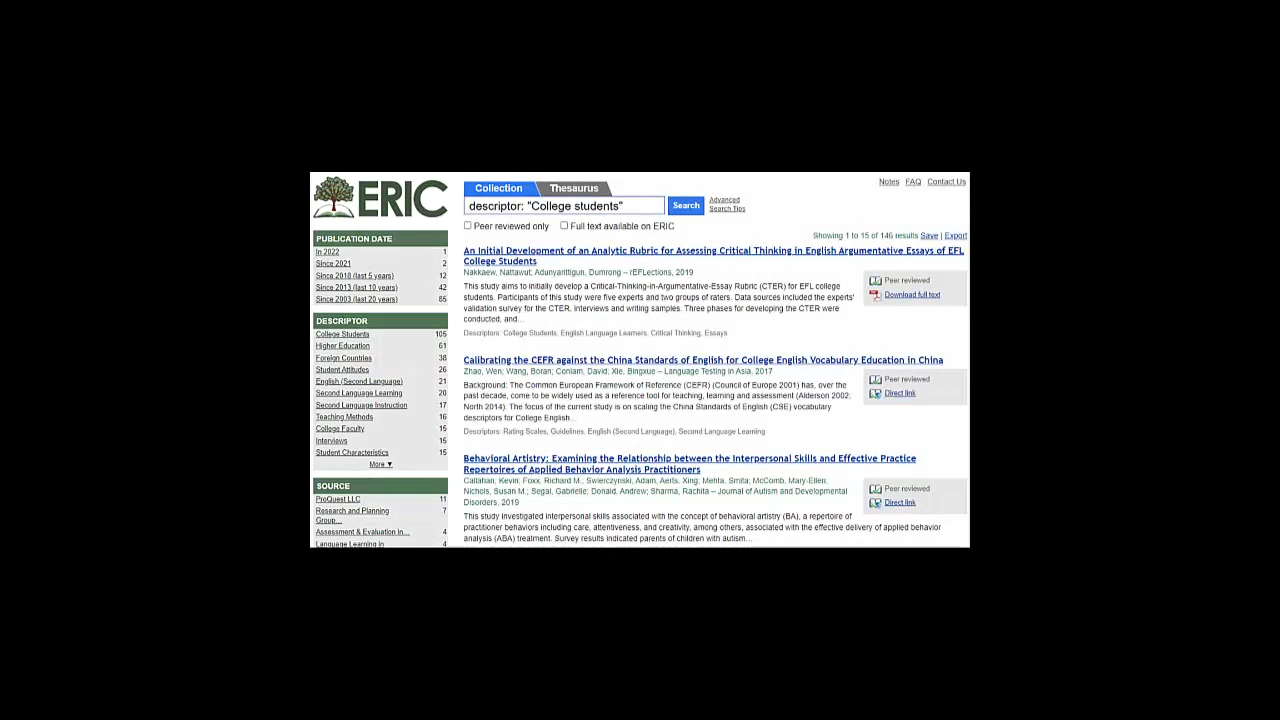 ERIC
Collection Thesaurus
Notes FAQ Contact Us
descriptor: "College students" Search Advanced
Search Tips
Peer reviewed only Full text available on ERIC
Showing 1 to 15 of 146 results Save | Export
PUBLICATION DATE
In 2022 1
Since 2021 2
Since 2018 (last 5 years) 12
Since 2013 (last 10 years) 42
Since 2003 (last 20 years) 85
DESCRIPTOR
College Students 105
Higher Education 61
Foreign Countries 38
Student Attitudes 26
English (Second Language) 21
Second Language Learning 20
Second Language Instruction 17
Teaching Methods 16
College Faculty 15
Interviews 15
Student Characteristics 15
More ▼
SOURCE
ProQuest LLC 11
Research and Planning 7
Group...
Assessment & Evaluation in... 4
Language Learning in 4
An Initial Development of an Analytic Rubric for Assessing Critical Thinking in English Argumentative Essays of EFL
College Students
Nakkaew, Nattawut; Adunyarittigun, Dumrong – rEFLections, 2019
This study aims to initially develop a Critical-Thinking-in-Argumentative-Essay Rubric (CTER) for EFL college
students. Participants of this study were five experts and two groups of raters. Data sources included the experts'
validation survey for the CTER, interviews and writing samples. Three phases for developing the CTER were
conducted, and...
Descriptors: College Students, English Language Learners, Critical Thinking, Essays
Peer reviewed
Download full text
Calibrating the CEFR against the China Standards of English for College English Vocabulary Education in China
Zhao, Wen; Wang, Boran; Coniam, David; Xie, Bingxue – Language Testing in Asia, 2017
Background: The Common European Framework of Reference (CEFR) (Council of Europe 2001) has, over the
past decade, come to be widely used as a reference tool for teaching, learning and assessment (Alderson 2002;
North 2014). The focus of the current study is on scaling the China Standards of English (CSE) vocabulary
descriptors for College English...
Descriptors: Rating Scales, Guidelines, English (Second Language), Second Language Learning
Peer reviewed
Direct link
Behavioral Artistry: Examining the Relationship between the Interpersonal Skills and Effective Practice
Repertoires of Applied Behavior Analysis Practitioners
Callahan, Kevin; Foxx, Richard M.; Swierczynski, Adam; Aerts, Xing; Mehta, Smita; McComb, Mary-Ellen;
Nichols, Susan M.; Segal, Gabrielle; Donald, Andrew; Sharma, Rachita – Journal of Autism and Developmental
Disorders, 2019
This study investigated interpersonal skills associated with the concept of behavioral artistry (BA), a repertoire of
practitioner behaviors including care, attentiveness, and creativity, among others, associated with the effective delivery of applied behavior
analysis (ABA) treatment. Survey results indicated parents of children with autism...
Peer reviewed
Direct link